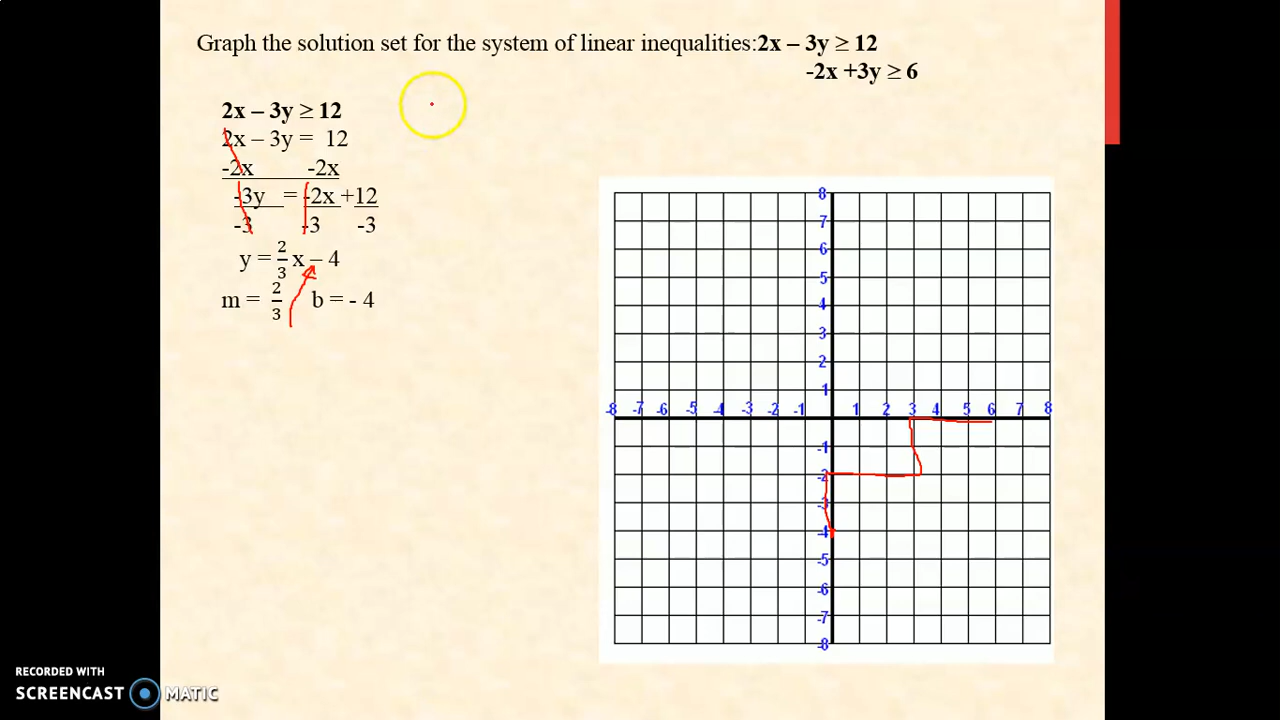 Graph the solution set for the system of linear inequalities:2x – 3y ≥ 12
-2x +3y ≥ 6
2x – 3y ≥ 12
2x – 3y = 12
-2x -2x
-3y = -2x +12
-3 -3 -3
y = 2/3 x – 4
m = 2/3 b = - 4
8
7
6
5
4
3
2
1
-8 -7 -6 -5 -4 -3 -2 -1 1 2 3 4 5 6 7 8
-1
-2
-3
-4
-5
-6
-7
-8
RECORDED WITH
SCREENCAST MATIC